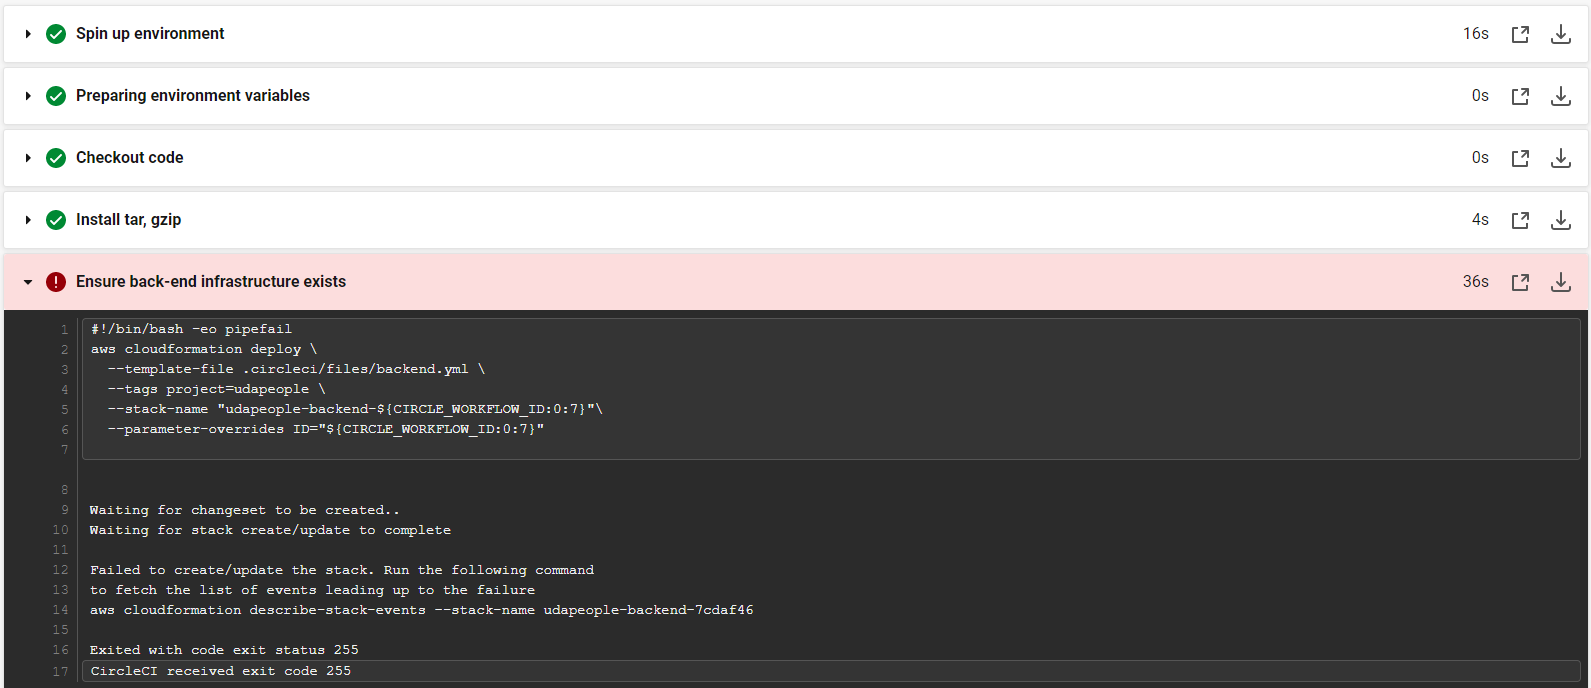 Spin up environment 16s
Preparing environment variables 0s
Checkout code 0s
Install tar, gzip 4s
Ensure back-end infrastructure exists 36s
1 #!/bin/bash -eo pipefail
2 aws cloudformation deploy \
3   --template-file .circleci/files/backend.yml \
4   --tags project=udapeople \
5   --stack-name "udapeople-backend-${CIRCLE_WORKFLOW_ID:0:7}"\
6   --parameter-overrides ID="${CIRCLE_WORKFLOW_ID:0:7}"
7
8
9 Waiting for changeset to be created..
10 Waiting for stack create/update to complete
11
12 Failed to create/update the stack. Run the following command
13 to fetch the list of events leading up to the failure
14 aws cloudformation describe-stack-events --stack-name udapeople-backend-7cdaf46
15
16 Exited with code exit status 255
17 CircleCI received exit code 255